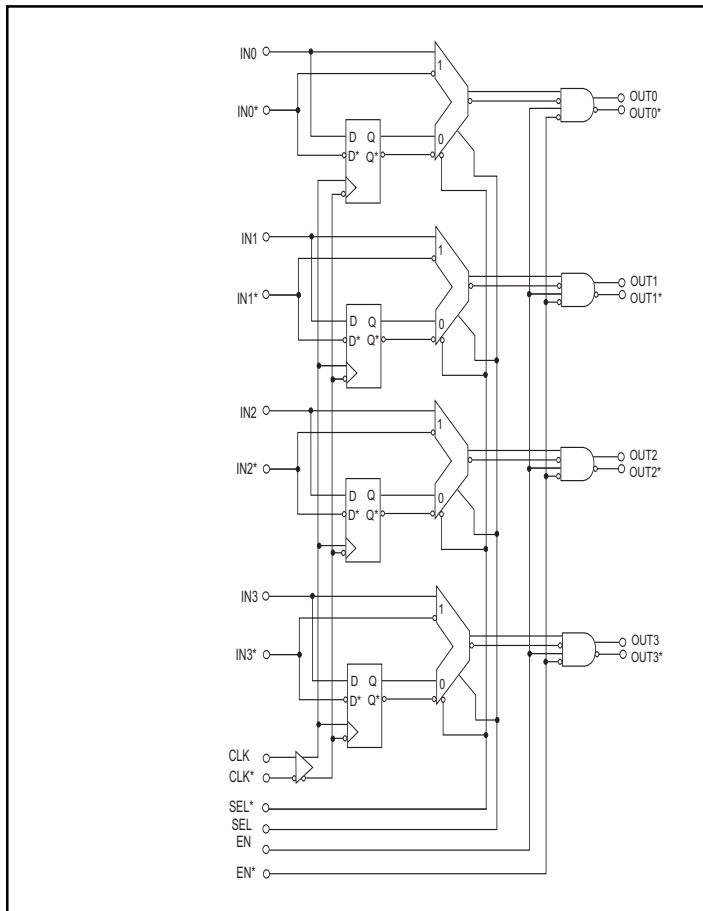 IN0
1
OUT0
IN0*
OUT0*
D Q 0
D* Q*
IN1
1
OUT1
IN1*
OUT1*
D Q 0
D* Q*
IN2
1
OUT2
IN2*
OUT2*
D Q 0
D* Q*
IN3
1
OUT3
IN3*
OUT3*
D Q 0
D* Q*
CLK
CLK*
SEL*
SEL
EN
EN*